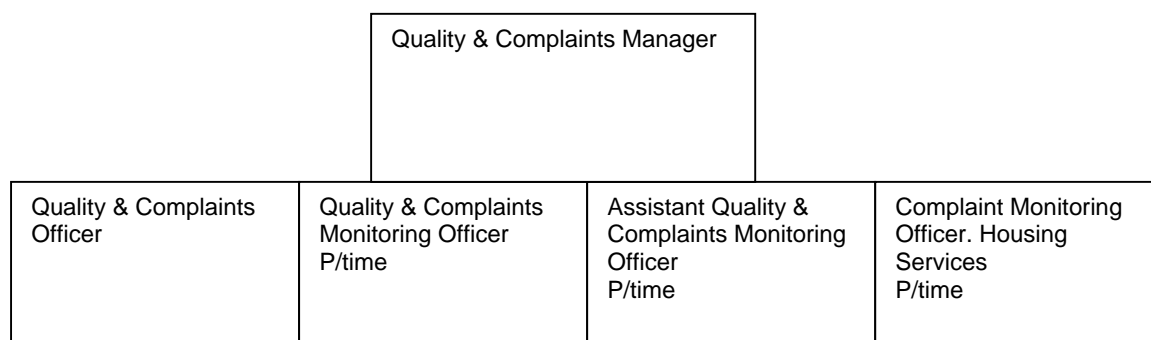 Quality & Complaints Manager
Quality & Complaints
Officer
Quality & Complaints
Monitoring Officer
P/time
Assistant Quality &
Complaints Monitoring
Officer
P/time
Complaint Monitoring
Officer. Housing
Services
P/time